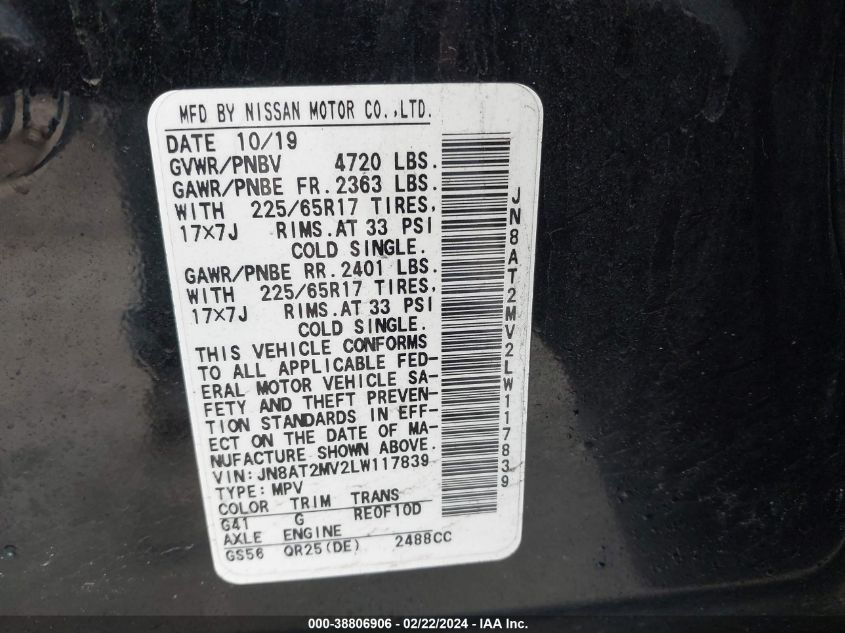 MFD BY NISSAN MOTOR CO.,LTD.
DATE 10/19
GVWR/PNBV 4720 LBS.
GAWR/PNBE FR. 2363 LBS.
WITH 225/65R17 TIRES,
17X7J RIMS. AT 33 PSI
COLD SINGLE.
GAWR/PNBE RR. 2401 LBS.
WITH 225/65R17 TIRES,
17X7J RIMS. AT 33 PSI
COLD SINGLE.
THIS VEHICLE CONFORMS
TO ALL APPLICABLE FED-
ERAL MOTOR VEHICLE SA-
FETY AND THEFT PREVEN-
TION STANDARDS IN EFF-
ECT ON THE DATE OF MA-
NUFACTURE SHOWN ABOVE.
VIN: JN8AT2MV2LW117839
TYPE: MPV
COLOR TRIM TRANS
G41 G RE0F10D
AXLE ENGINE
GS56 QR25(DE) 2488CC
JN8AT2MV2LW117839
000-38806906 - 02/22/2024 - IAAI Inc.